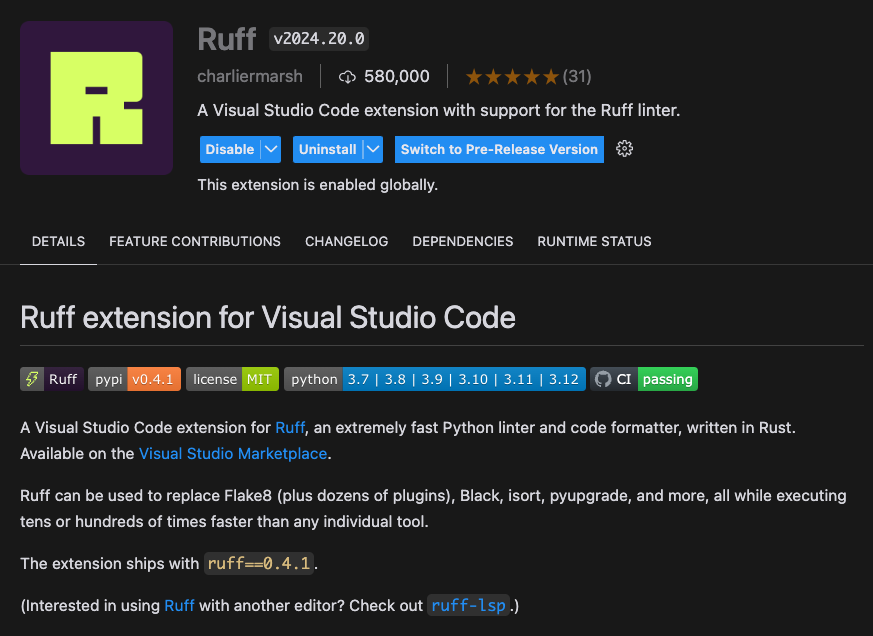 Ruff v2024.20.0
charliermarsh 580,000 ★★★★★(31)
A Visual Studio Code extension with support for the Ruff linter.
Disable Uninstall Switch to Pre-Release Version
This extension is enabled globally.
DETAILS FEATURE CONTRIBUTIONS CHANGELOG DEPENDENCIES RUNTIME STATUS
Ruff extension for Visual Studio Code
Ruff pypi v0.4.1 license MIT python 3.7 | 3.8 | 3.9 | 3.10 | 3.11 | 3.12 CI passing
A Visual Studio Code extension for Ruff, an extremely fast Python linter and code formatter, written in Rust.
Available on the Visual Studio Marketplace.
Ruff can be used to replace Flake8 (plus dozens of plugins), Black, isort, pyupgrade, and more, all while executing
tens or hundreds of times faster than any individual tool.
The extension ships with ruff==0.4.1.
(Interested in using Ruff with another editor? Check out ruff-lsp.)